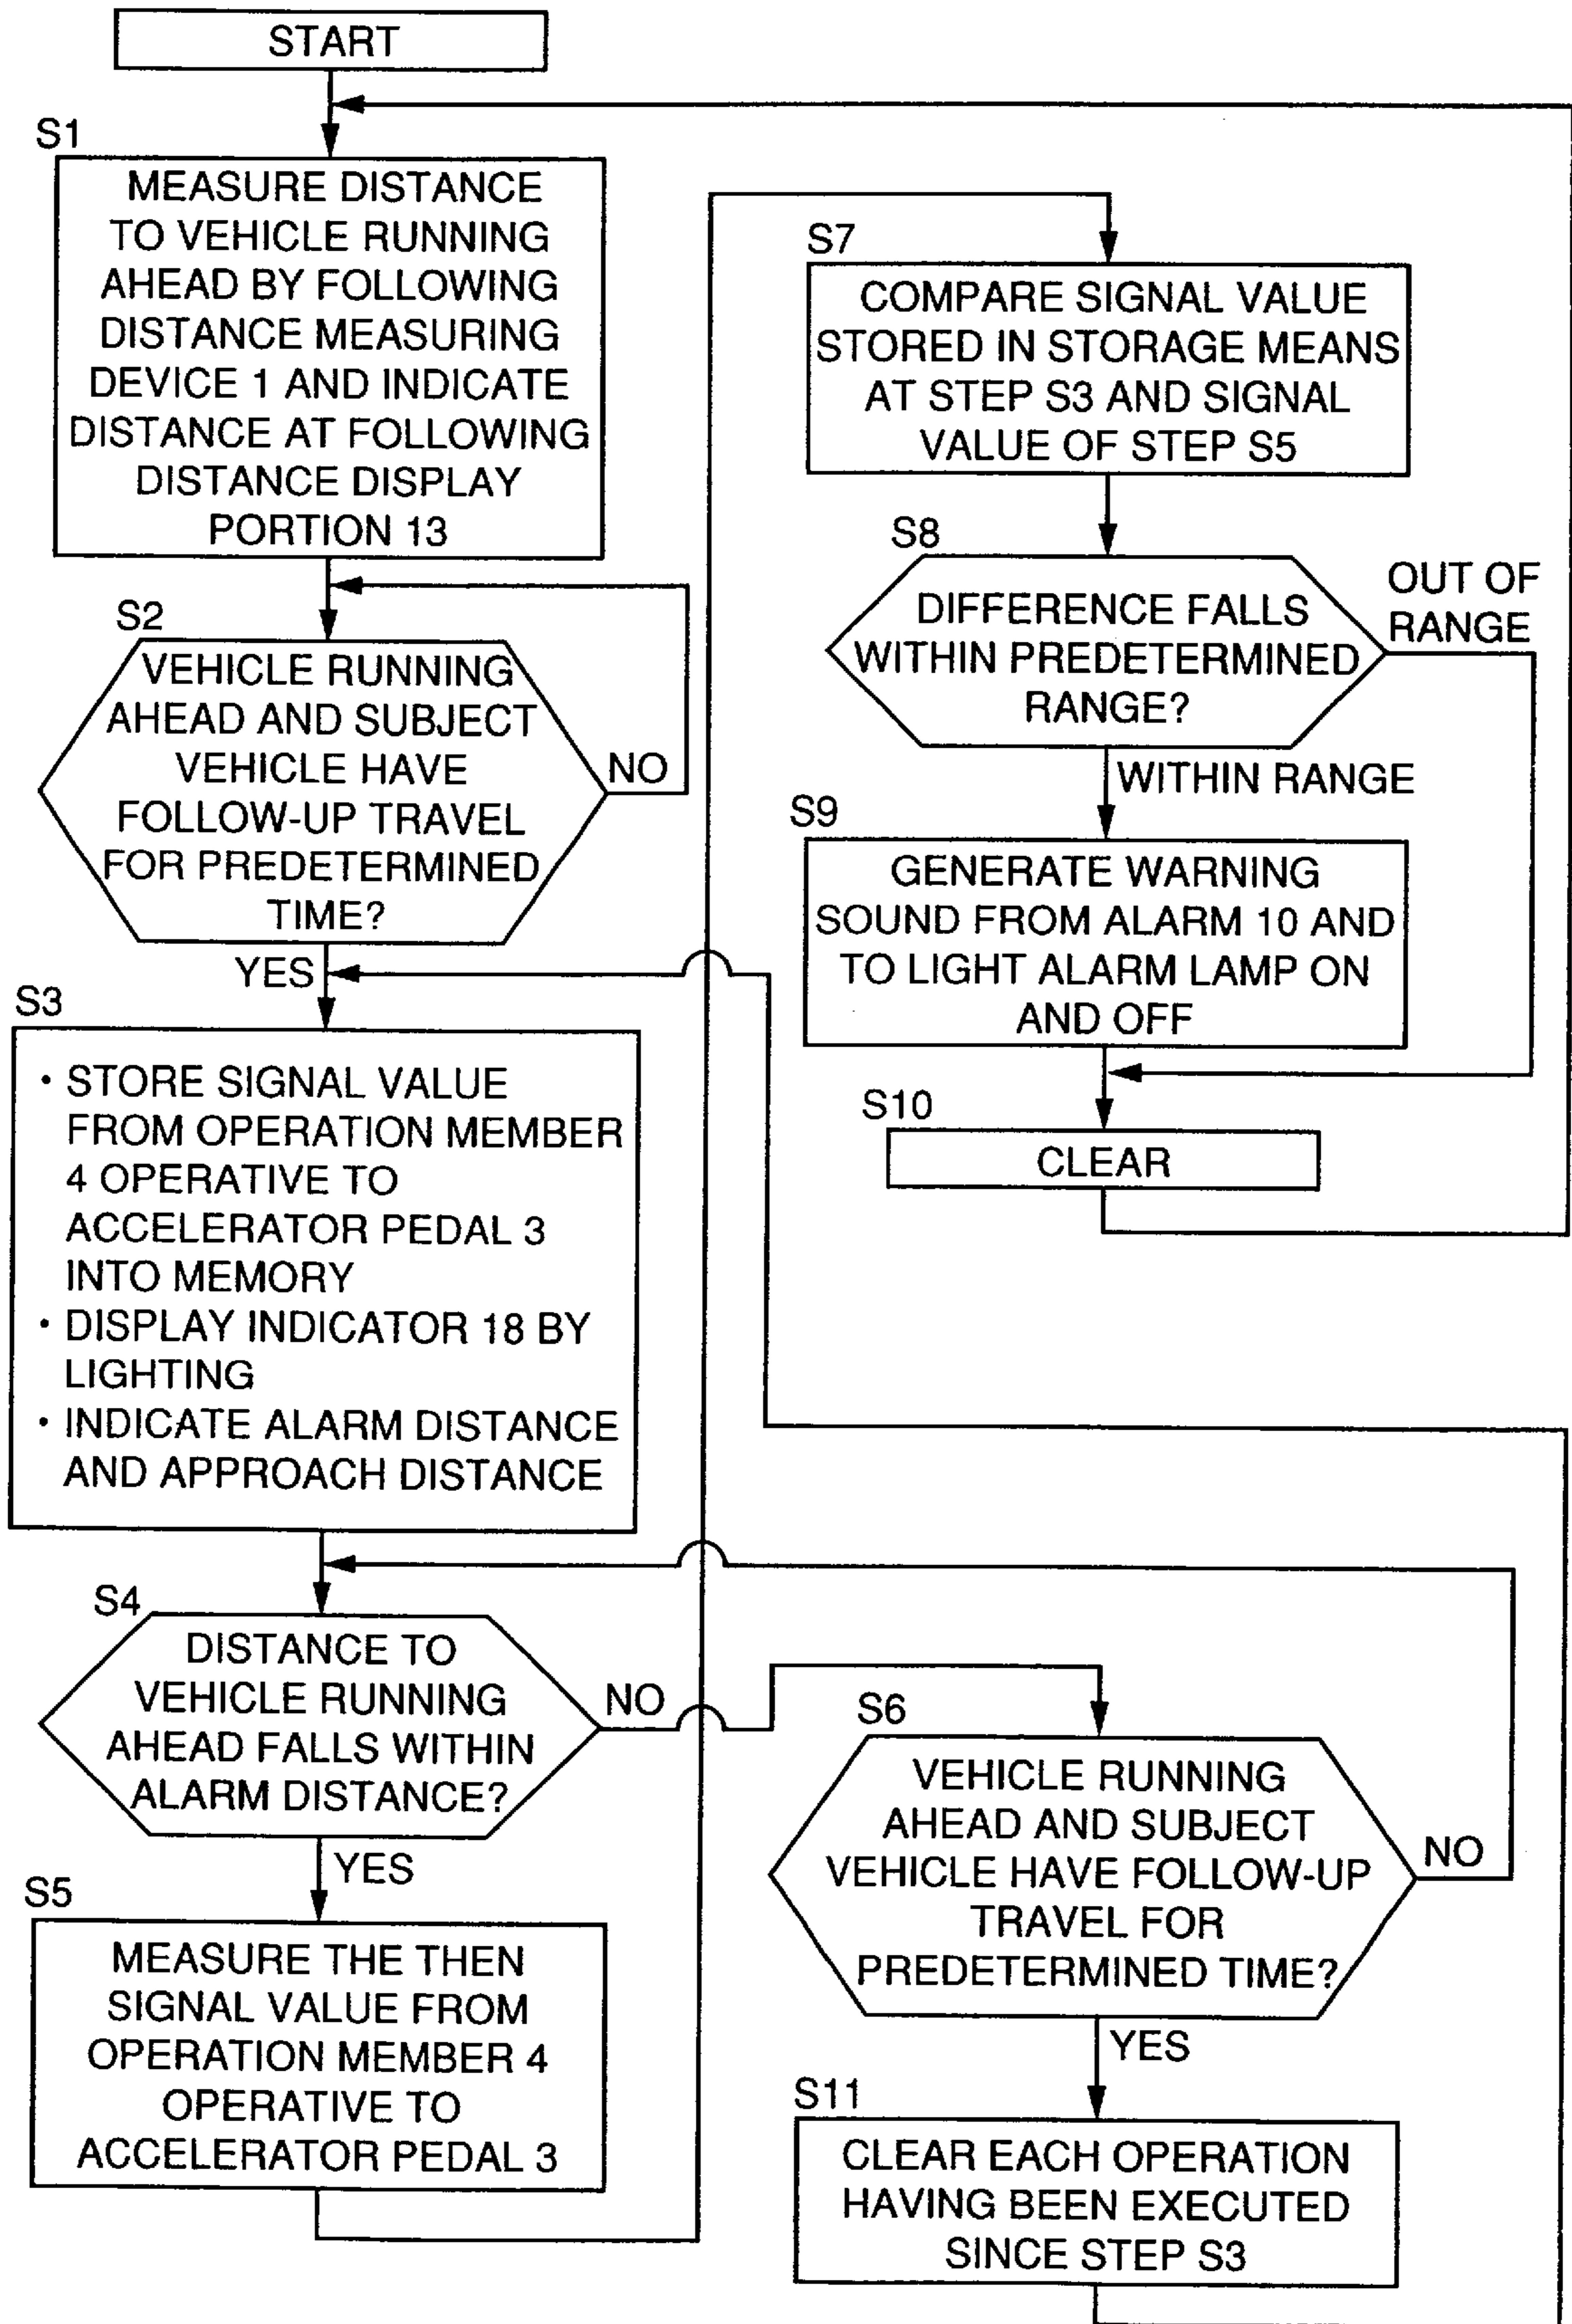 START
S1
MEASURE DISTANCE
TO VEHICLE RUNNING
AHEAD BY FOLLOWING
DISTANCE MEASURING
DEVICE 1 AND INDICATE
DISTANCE AT FOLLOWING
DISTANCE DISPLAY
PORTION 13
S2
VEHICLE RUNNING
AHEAD AND SUBJECT
VEHICLE HAVE
FOLLOW-UP TRAVEL
FOR PREDETERMINED
TIME?
NO
YES
S3
· STORE SIGNAL VALUE
FROM OPERATION MEMBER
4 OPERATIVE TO
ACCELERATOR PEDAL 3
INTO MEMORY
· DISPLAY INDICATOR 18 BY
LIGHTING
· INDICATE ALARM DISTANCE
AND APPROACH DISTANCE
S4
DISTANCE TO
VEHICLE RUNNING
AHEAD FALLS WITHIN
ALARM DISTANCE?
NO
YES
S5
MEASURE THE THEN
SIGNAL VALUE FROM
OPERATION MEMBER 4
OPERATIVE TO
ACCELERATOR PEDAL 3
S7
COMPARE SIGNAL VALUE
STORED IN STORAGE MEANS
AT STEP S3 AND SIGNAL
VALUE OF STEP S5
S8
DIFFERENCE FALLS
WITHIN PREDETERMINED
RANGE?
OUT OF
RANGE
WITHIN RANGE
S9
GENERATE WARNING
SOUND FROM ALARM 10 AND
TO LIGHT ALARM LAMP ON
AND OFF
S10
CLEAR
S6
VEHICLE RUNNING
AHEAD AND SUBJECT
VEHICLE HAVE FOLLOW-UP
TRAVEL FOR
PREDETERMINED TIME?
NO
YES
S11
CLEAR EACH OPERATION
HAVING BEEN EXECUTED
SINCE STEP S3